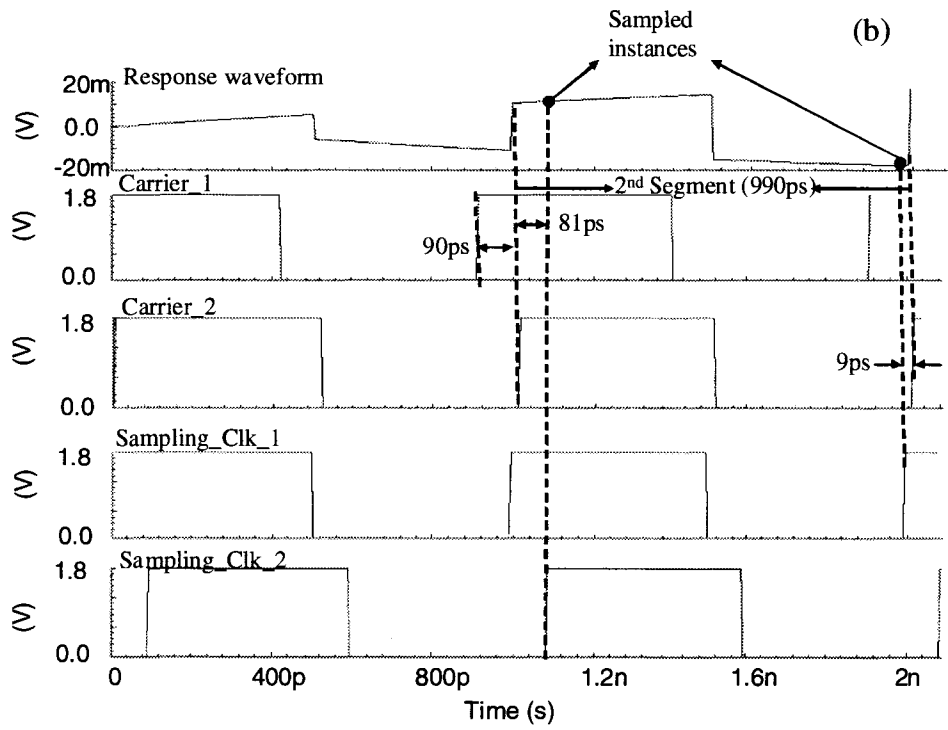 (b)
Sampled
instances
Response waveform
20m
0.0
-20m
(V)
2nd Segment (990ps)
Carrier_1
1.8
0.0
(V)
90ps
81ps
Carrier_2
1.8
0.0
(V)
9ps
Sampling_Clk_1
1.8
0.0
(V)
Sampling_Clk_2
1.8
0.0
(V)
0 400p 800p 1.2n 1.6n 2n
Time (s)